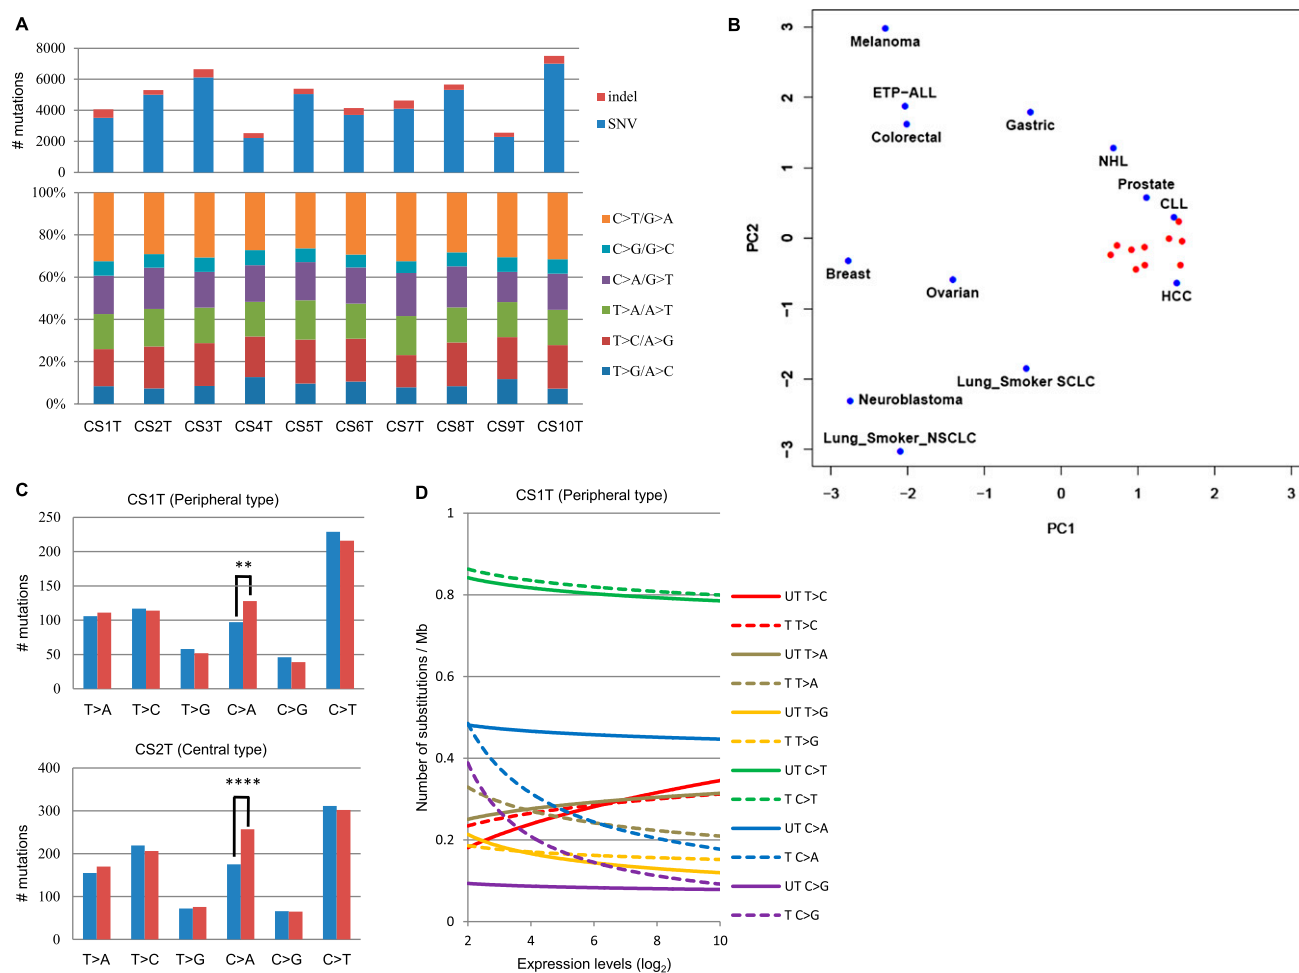 A
8000
6000
4000
2000
0
# mutations
indel
SNV
100%
80%
60%
40%
20%
0%
C>T/G>A
C>G/G>C
C>A/G>T
T>A/A>T
T>C/A>G
T>G/A>C
CS1T CS2T CS3T CS4T CS5T CS6T CS7T CS8T CS9T CS10T
B
3
2
1
0
−1
−2
−3
PC2
Melanoma
ETP−ALL
Colorectal
Gastric
NHL
Prostate
CLL
Breast
Ovarian
HCC
Lung_Smoker SCLC
Neuroblastoma
Lung_Smoker_NSCLC
−3 −2 −1 0 1 2 3
PC1
C
CS1T (Peripheral type)
250
200
150
100
50
0
# mutations
**
T>A T>C T>G C>A C>G C>T
CS2T (Central type)
400
300
200
100
0
# mutations
****
T>A T>C T>G C>A C>G C>T
D
CS1T (Peripheral type)
1
0.8
0.6
0.4
0.2
0
Number of substitutions / Mb
2 4 6 8 10
Expression levels (log2)
UT T>C
T T>C
UT T>A
T T>A
UT T>G
T T>G
UT C>T
T C>T
UT C>A
T C>A
UT C>G
T C>G